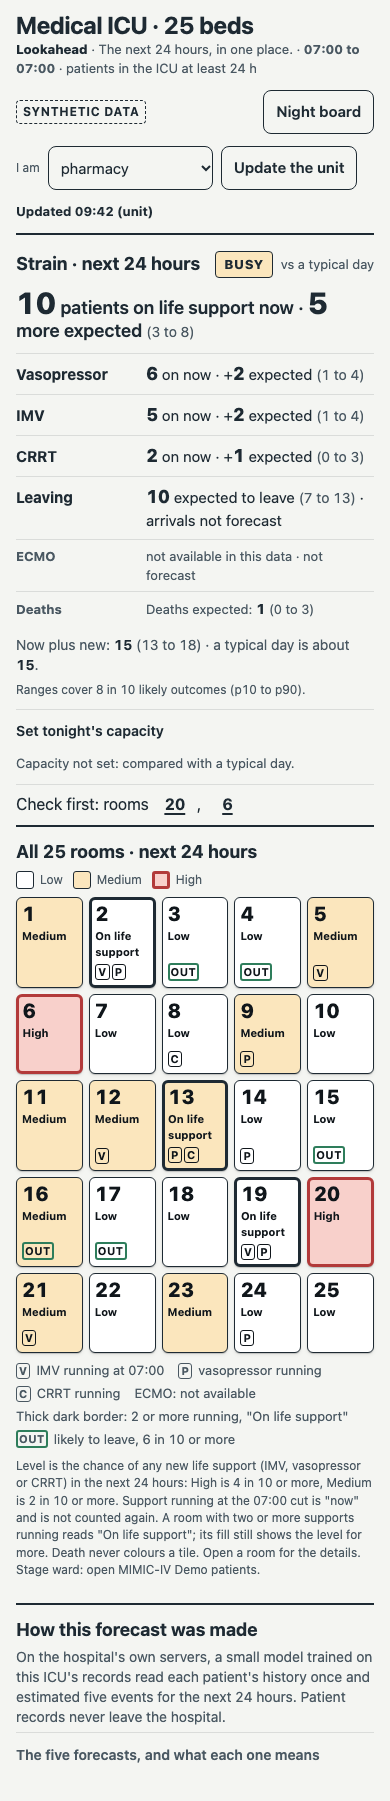 Medical ICU · 25 beds
Lookahead · The next 24 hours, in one place. · 07:00 to
07:00 · patients in the ICU at least 24 h
SYNTHETIC DATA
Night board
I am
pharmacy
Update the unit
Updated 09:42 (unit)
Strain · next 24 hours
BUSY
vs a typical day
10 patients on life support now · 5
more expected (3 to 8)
Vasopressor
6 on now · +2 expected (1 to 4)
IMV
5 on now · +2 expected (1 to 4)
CRRT
2 on now · +1 expected (0 to 3)
Leaving
10 expected to leave (7 to 13) ·
arrivals not forecast
ECMO
not available in this data · not
forecast
Deaths
Deaths expected: 1 (0 to 3)
Now plus new: 15 (13 to 18) · a typical day is about
15.
Ranges cover 8 in 10 likely outcomes (p10 to p90).
Set tonight's capacity
Capacity not set: compared with a typical day.
Check first: rooms 20 , 6
All 25 rooms · next 24 hours
Low
Medium
High
1
Medium
2
On life
support
V P
3
Low
OUT
4
Low
OUT
5
Medium
V
6
High
7
Low
8
Low
C
9
Medium
P
10
Low
11
Medium
12
Medium
V
13
On life
support
P C
14
Low
P
15
Low
OUT
16
Medium
OUT
17
Low
OUT
18
Low
19
On life
support
V P
20
High
21
Medium
V
22
Low
23
Medium
24
Low
P
25
Low
V IMV running at 07:00 P vasopressor running
C CRRT running ECMO: not available
Thick dark border: 2 or more running, "On life support"
OUT likely to leave, 6 in 10 or more
Level is the chance of any new life support (IMV, vasopressor
or CRRT) in the next 24 hours: High is 4 in 10 or more, Medium
is 2 in 10 or more. Support running at the 07:00 cut is "now"
and is not counted again. A room with two or more supports
running reads "On life support"; its fill still shows the level for
more. Death never colours a tile. Open a room for the details.
Stage ward: open MIMIC-IV Demo patients.
How this forecast was made
On the hospital's own servers, a small model trained on
this ICU's records read each patient's history once and
estimated five events for the next 24 hours. Patient
records never leave the hospital.
The five forecasts, and what each one means